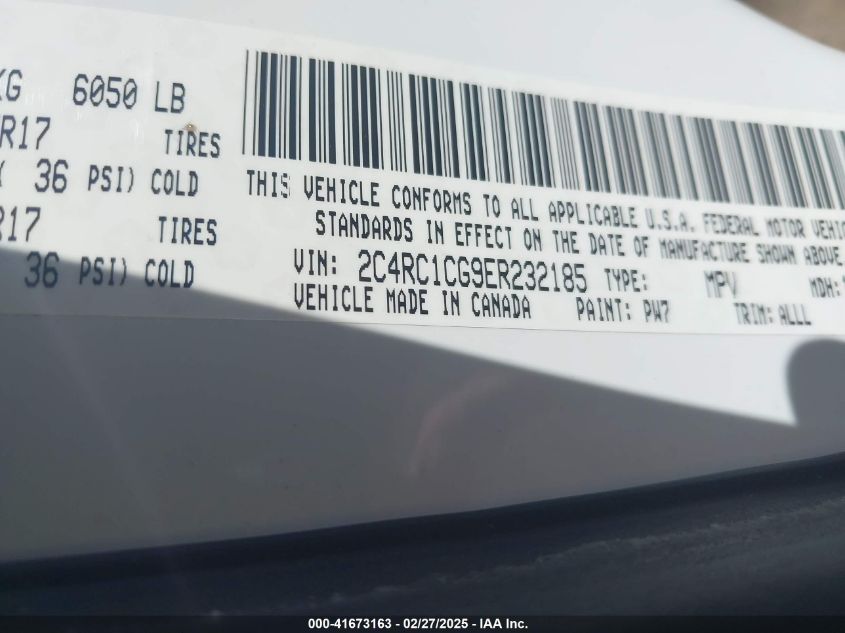 KG 6050 LB
R17 TIRES
36 PSI) COLD
R17 TIRES
36 PSI) COLD
THIS VEHICLE CONFORMS TO ALL APPLICABLE U.S.A. FEDERAL MOTOR VEHIC
STANDARDS IN EFFECT ON THE DATE OF MANUFACTURE SHOWN ABOVE
VIN: 2C4RC1CG9ER232185 TYPE: MPV MDH:
VEHICLE MADE IN CANADA PAINT: PW7 TRIM: ALLL
000-41673163 - 02/27/2025 - IAA Inc.